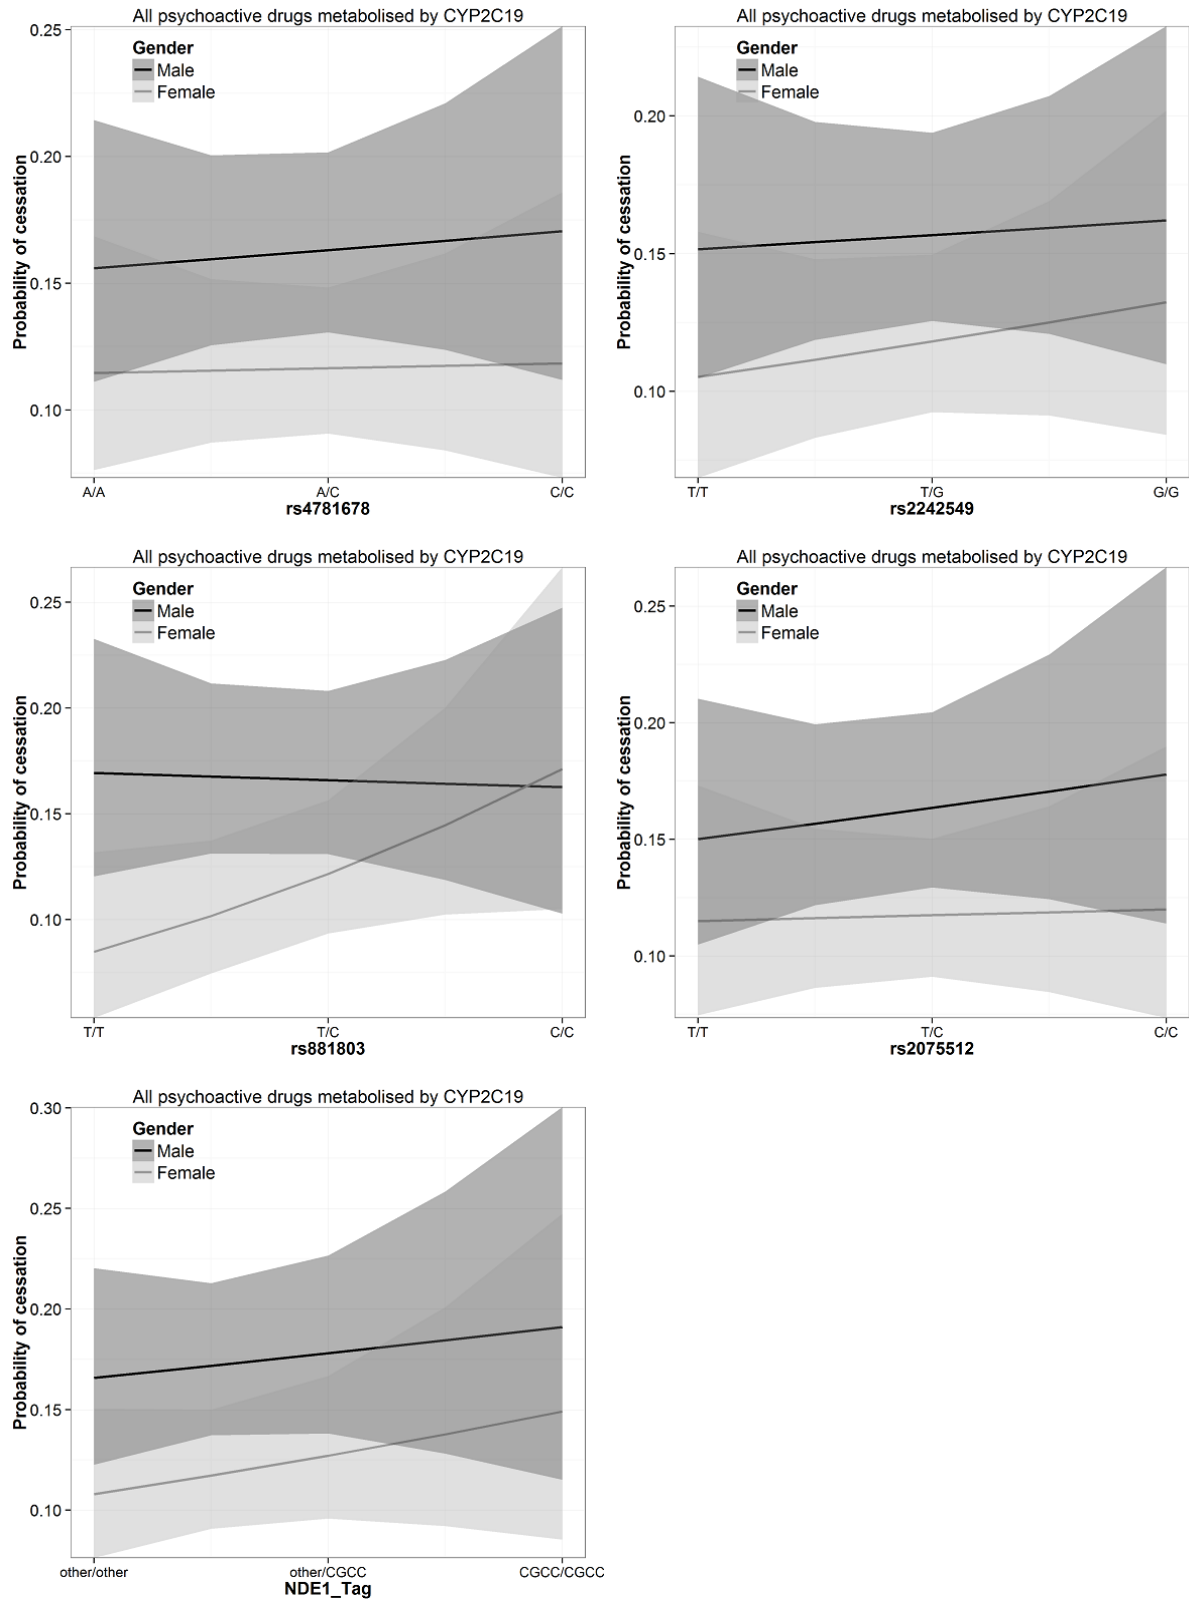 All psychoactive drugs metabolised by CYP2C19
Gender
Male
Female
Probability of cessation
0.25
0.20
0.15
0.10
A/A A/C C/C
rs4781678
All psychoactive drugs metabolised by CYP2C19
Gender
Male
Female
Probability of cessation
0.20
0.15
0.10
T/T T/G G/G
rs2242549
All psychoactive drugs metabolised by CYP2C19
Gender
Male
Female
Probability of cessation
0.25
0.20
0.15
0.10
T/T T/C C/C
rs881803
All psychoactive drugs metabolised by CYP2C19
Gender
Male
Female
Probability of cessation
0.25
0.20
0.15
0.10
T/T T/C C/C
rs2075512
All psychoactive drugs metabolised by CYP2C19
Gender
Male
Female
Probability of cessation
0.30
0.25
0.20
0.15
0.10
other/other other/CGCC CGCC/CGCC
NDE1_Tag